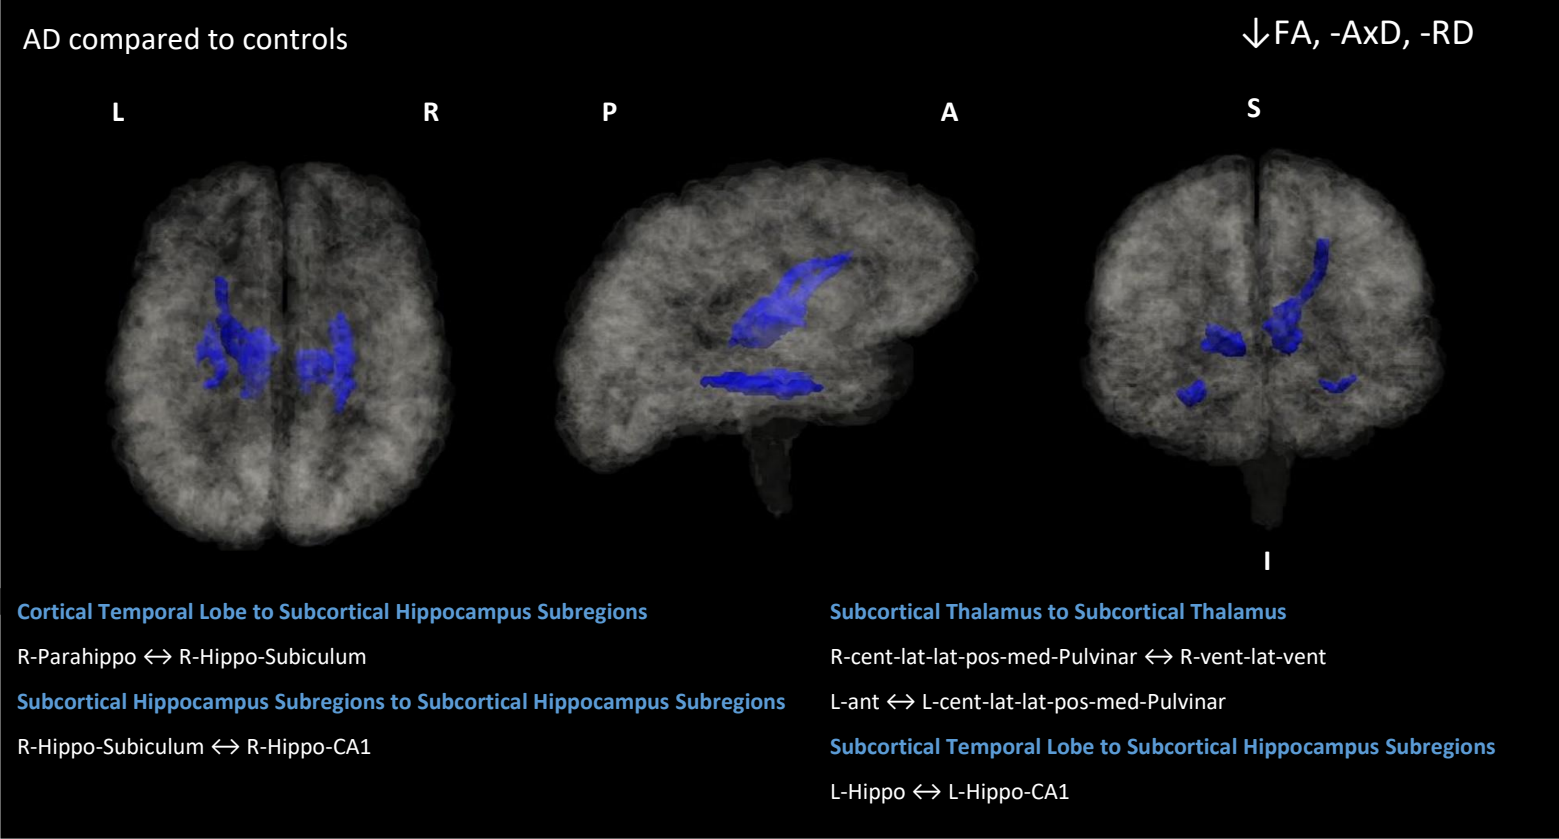 AD compared to controls
↓FA, -AxD, -RD
L
R
P
A
S
I
Cortical Temporal Lobe to Subcortical Hippocampus Subregions
R-Parahippo ↔ R-Hippo-Subiculum
Subcortical Hippocampus Subregions to Subcortical Hippocampus Subregions
R-Hippo-Subiculum ↔ R-Hippo-CA1
Subcortical Thalamus to Subcortical Thalamus
R-cent-lat-lat-pos-med-Pulvinar ↔ R-vent-lat-vent
L-ant ↔ L-cent-lat-lat-pos-med-Pulvinar
Subcortical Temporal Lobe to Subcortical Hippocampus Subregions
L-Hippo ↔ L-Hippo-CA1